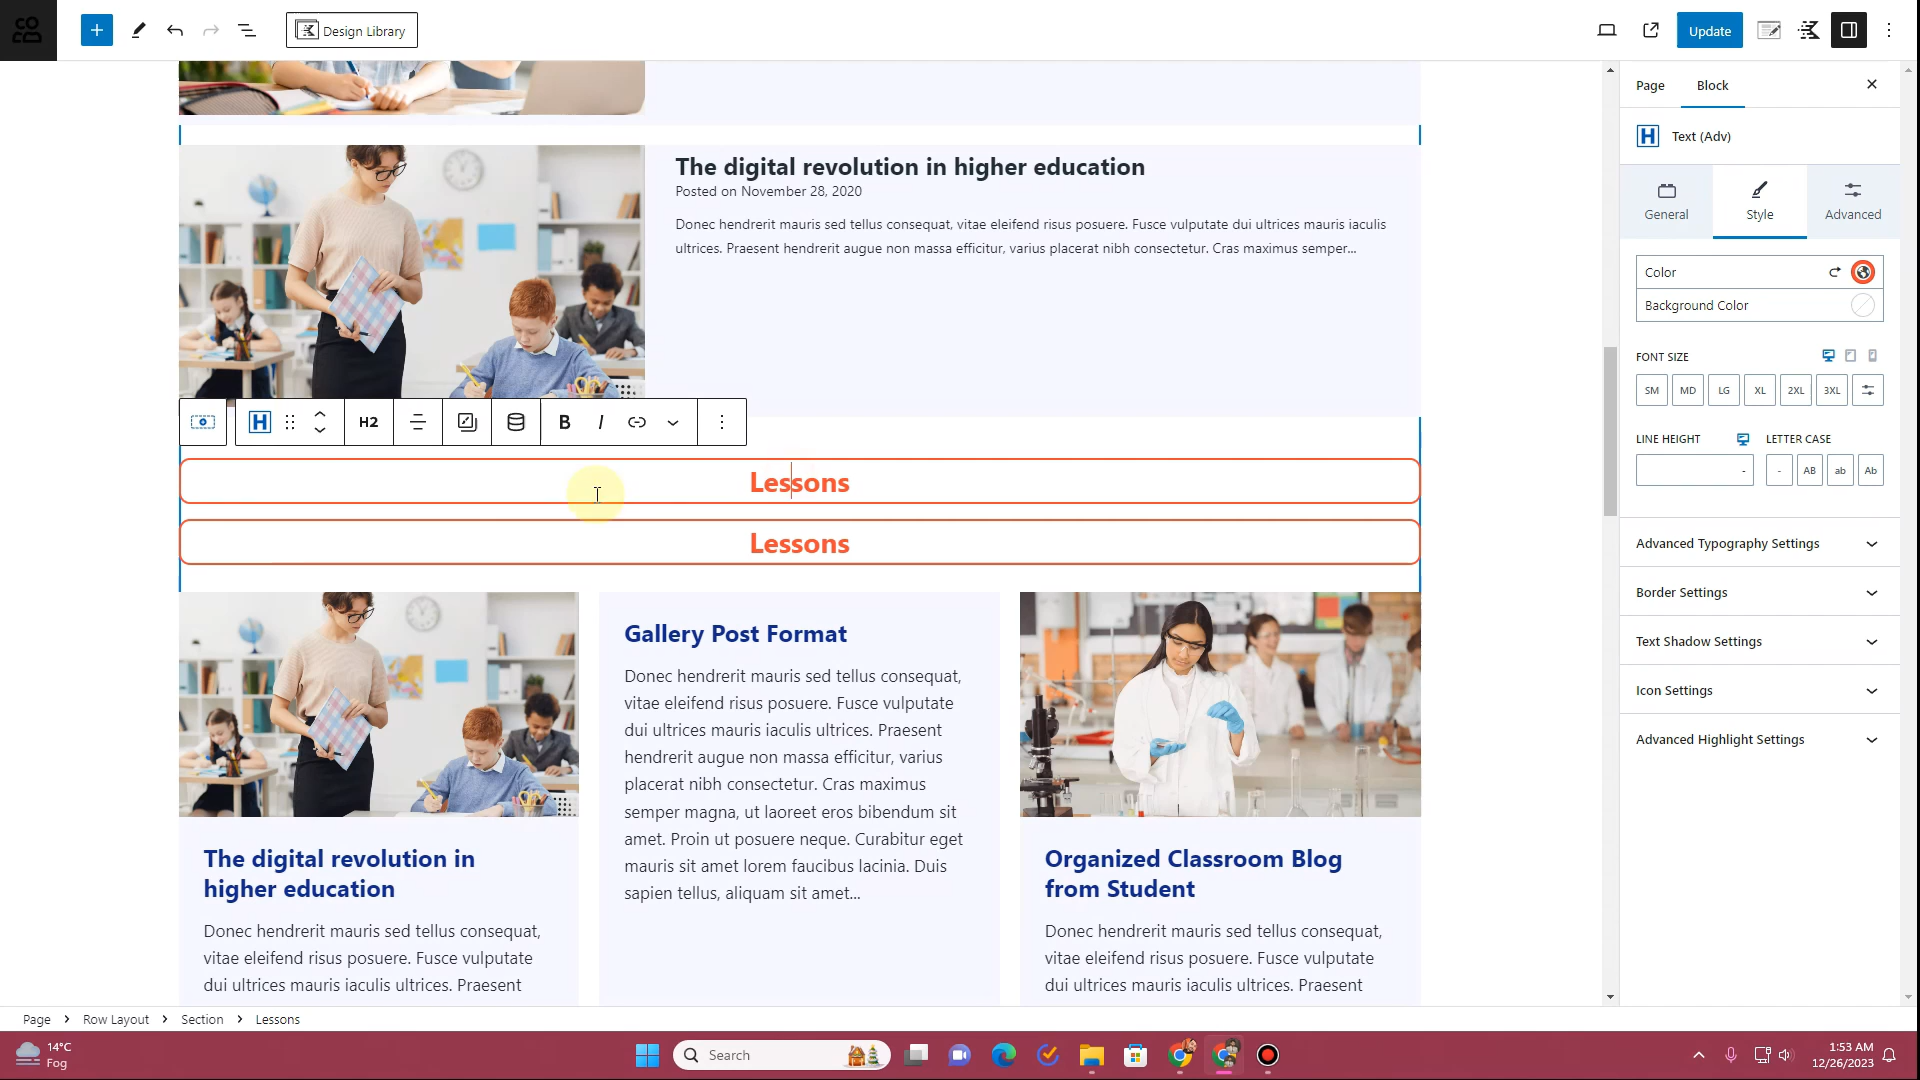 Design Library
Update
Page
Block
Text (Adv)
General
Style
Advanced
Color
Background Color
FONT SIZE
SM
MD
LG
XL
2XL
3XL
LINE HEIGHT
LETTER CASE
-
-
AB
ab
Ab
Advanced Typography Settings
Border Settings
Text Shadow Settings
Icon Settings
Advanced Highlight Settings
The digital revolution in higher education
Posted on November 28, 2020
Donec hendrerit mauris sed tellus consequat, vitae eleifend risus posuere. Fusce vulputate dui ultrices mauris iaculis
ultrices. Praesent hendrerit augue non massa efficitur, varius placerat nibh consectetur. Cras maximus semper...
H
H2
B
I
Lessons
Lessons
The digital revolution in
higher education
Donec hendrerit mauris sed tellus consequat,
vitae eleifend risus posuere. Fusce vulputate
dui ultrices mauris iaculis ultrices. Praesent
Gallery Post Format
Donec hendrerit mauris sed tellus consequat,
vitae eleifend risus posuere. Fusce vulputate
dui ultrices mauris iaculis ultrices. Praesent
hendrerit augue non massa efficitur, varius
placerat nibh consectetur. Cras maximus
semper magna, ut laoreet eros bibendum sit
amet. Proin ut posuere neque. Curabitur eget
mauris sit amet lorem faucibus lacinia. Duis
sapien tellus, aliquam sit amet...
Organized Classroom Blog
from Student
Donec hendrerit mauris sed tellus consequat,
vitae eleifend risus posuere. Fusce vulputate
dui ultrices mauris iaculis ultrices. Praesent
Page > Row Layout > Section > Lessons
14°C
Fog
Search
1:53 AM
12/26/2023